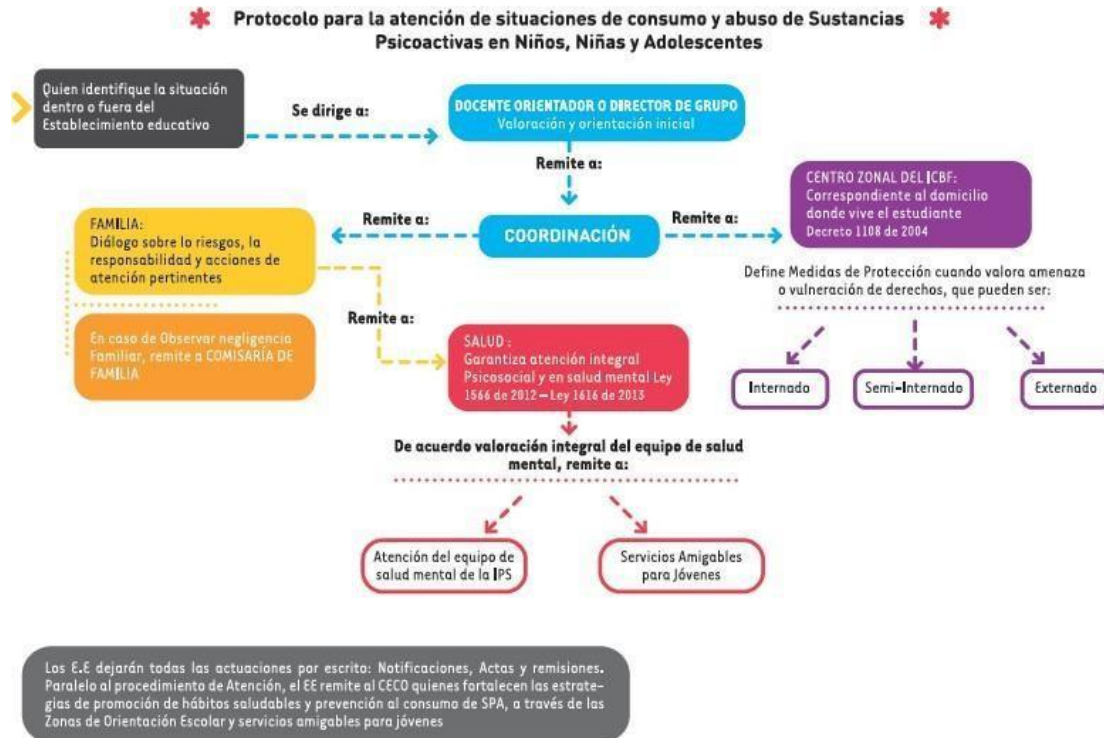 Protocolo para la atención de situaciones de consumo y abuso de Sustancias
Psicoactivas en Niños, Niñas y Adolescentes
Quien identifique la situación
dentro o fuera del
Establecimiento educativo
Se dirige a:
DOCENTE ORIENTADOR O DIRECTOR DE GRUPO
Valoración y orientación inicial
Remite a:
COORDINACIÓN
Remite a:
Remite a:
CENTRO ZONAL DEL ICBF:
Correspondiente al domicilio
donde vive el estudiante
Decreto 1108 de 2004
FAMILIA:
Diálogo sobre lo riesgos, la
responsabilidad y acciones de
atención pertinentes
En caso de Observar negligencia
Familiar, remite a COMISARÍA DE
FAMILIA
Remite a:
SALUD :
Garantiza atención integral
Psicosocial y en salud mental Ley
1566 de 2012 – Ley 1616 de 2013
Define Medidas de Protección cuando valora amenaza
o vulneración de derechos, que pueden ser:
Internado
Semi-Internado
Externado
De acuerdo valoración integral del equipo de salud
mental, remite a:
Atención del equipo de
salud mental de la IPS
Servicios Amigables
para Jóvenes
Los E.E dejarán todas las actuaciones por escrito: Notificaciones, Actas y remisiones.
Paralelo al procedimiento de Atención, el EE remite al CECO quienes fortalecen las estrate-
gias de promoción de hábitos saludables y prevención al consumo de SPA, a través de las
Zonas de Orientación Escolar y servicios amigables para jóvenes